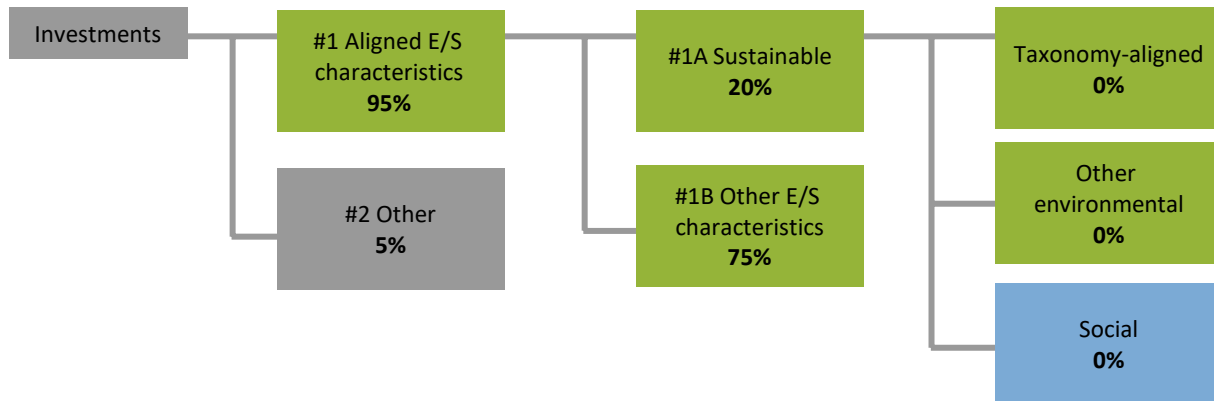 Investments
#1 Aligned E/S
characteristics
95%
#2 Other
5%
#1A Sustainable
20%
#1B Other E/S
characteristics
75%
Taxonomy-aligned
0%
Other
environmental
0%
Social
0%